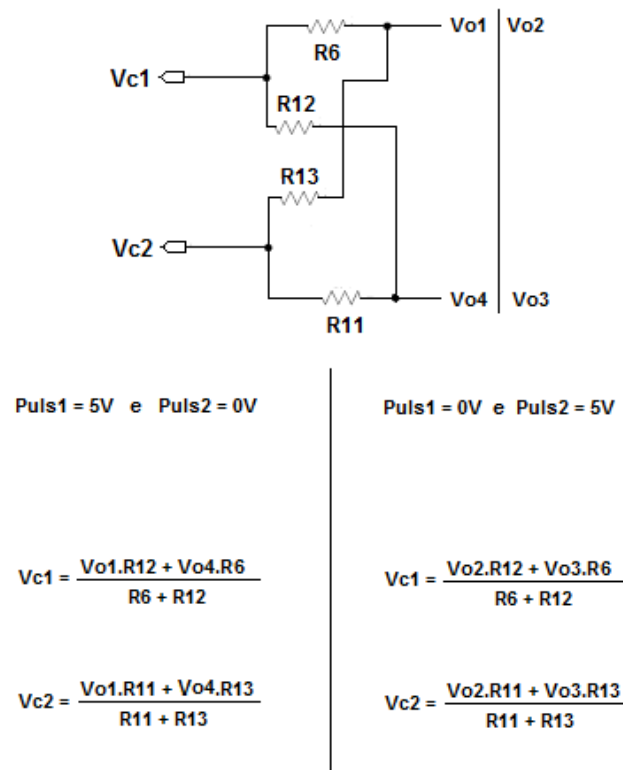 Vo1 Vo2
R6
Vc1
R12
R13
Vc2
Vo4 Vo3
R11
Puls1 = 5V e Puls2 = 0V
Puls1 = 0V e Puls2 = 5V
Vc1 = Vo1.R12 + Vo4.R6
R6 + R12
Vc1 = Vo2.R12 + Vo3.R6
R6 + R12
Vc2 = Vo1.R11 + Vo4.R13
R11 + R13
Vc2 = Vo2.R11 + Vo3.R13
R11 + R13